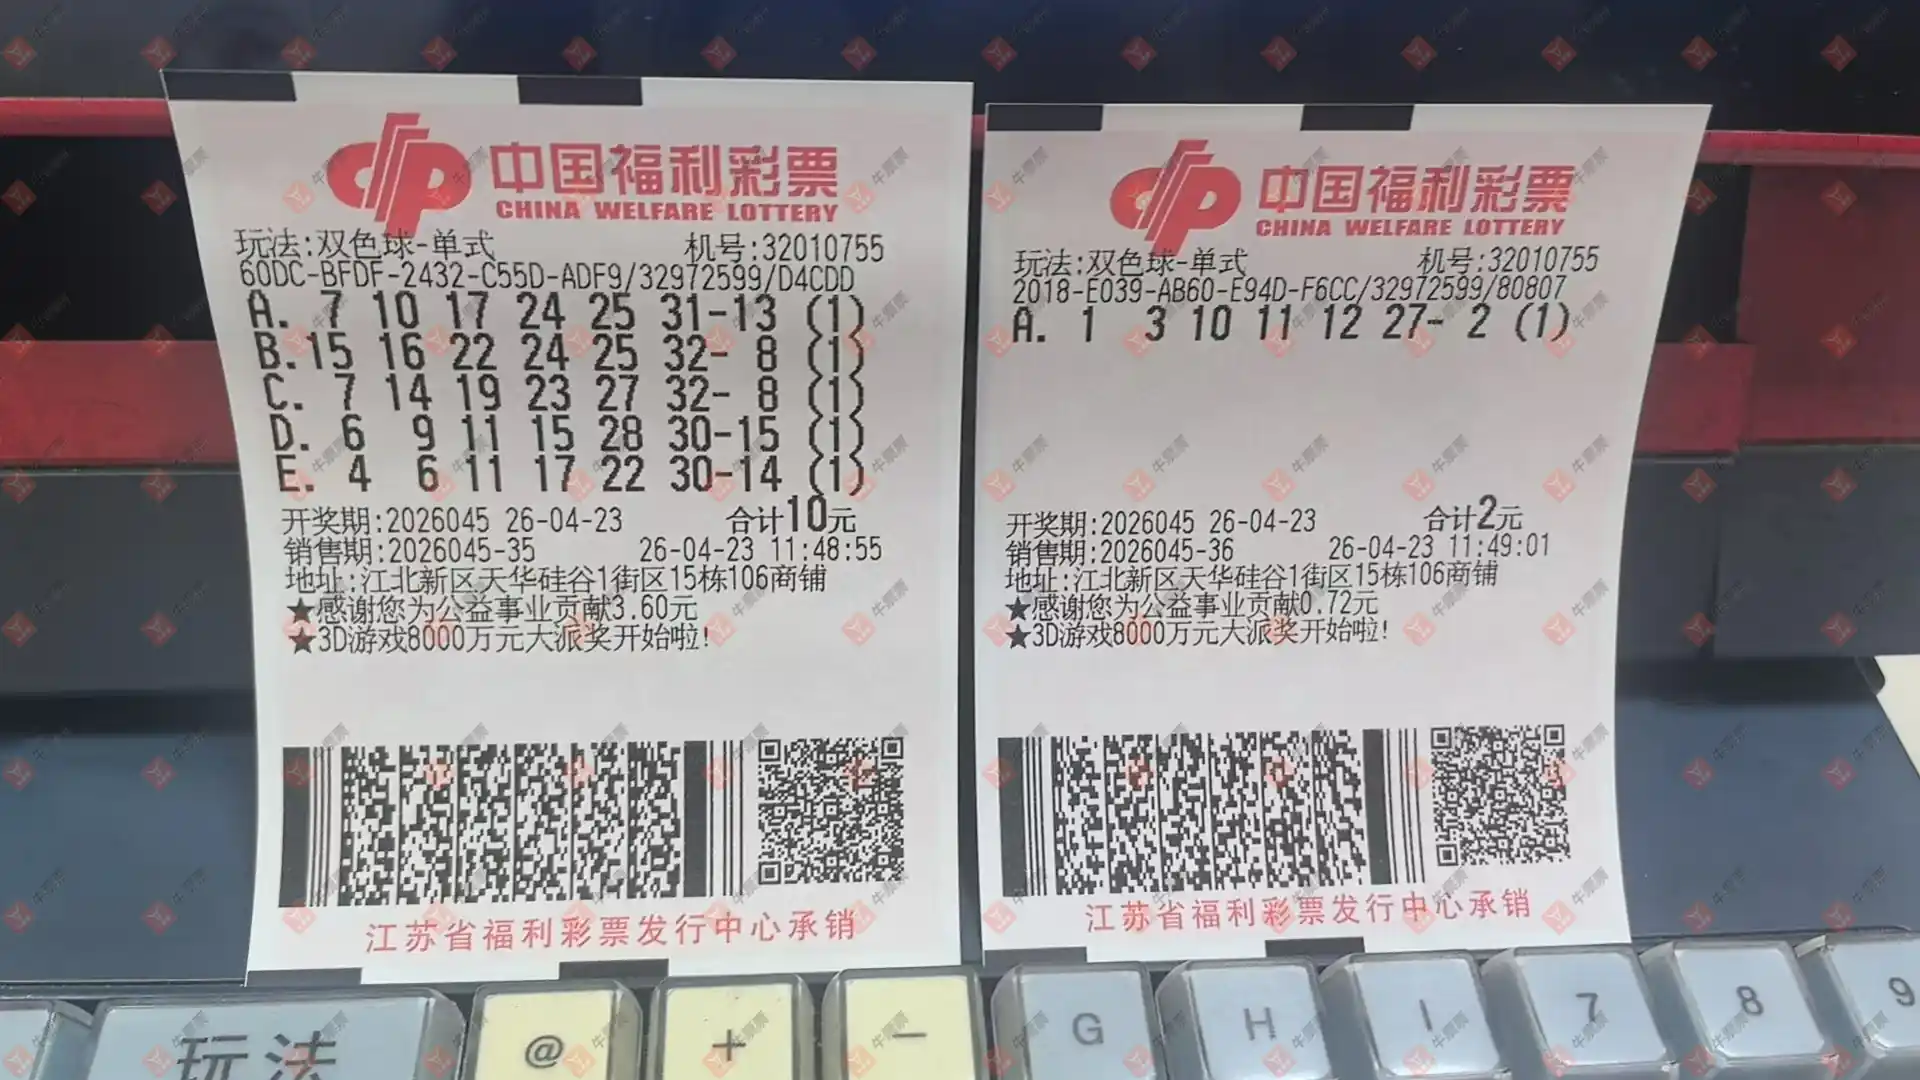 中国福利彩票
CHINA WELFARE LOTTERY
玩法:双色球-单式 机号:32010755
60DC-BFDF-2432-C55D-ADF9/32972599/D4CDD
A. 7 10 17 24 25 31-13 (1)
B.15 16 22 24 25 32- 8 (1)
C. 7 14 19 23 27 32- 8 (1)
D. 6 9 11 15 28 30-15 (1)
E. 4 6 11 17 22 30-14 (1)
开奖期:2026045 26-04-23 合计10元
销售期:2026045-35 26-04-23 11:48:55
地址:江北新区天华硅谷1街区15栋106商铺
★感谢您为公益事业贡献3.60元
★3D游戏8000万元大派奖开始啦!
江苏省福利彩票发行中心承销
中国福利彩票
CHINA WELFARE LOTTERY
玩法:双色球-单式 机号:32010755
2018-E039-AB60-E94D-F6CC/32972599/80807
A. 1 3 10 11 12 27- 2 (1)
开奖期:2026045 26-04-23 合计2元
销售期:2026045-36 26-04-23 11:49:01
地址:江北新区天华硅谷1街区15栋106商铺
★感谢您为公益事业贡献0.72元
★3D游戏8000万元大派奖开始啦!
江苏省福利彩票发行中心承销
玩法 @ + - G H I 7 8 9